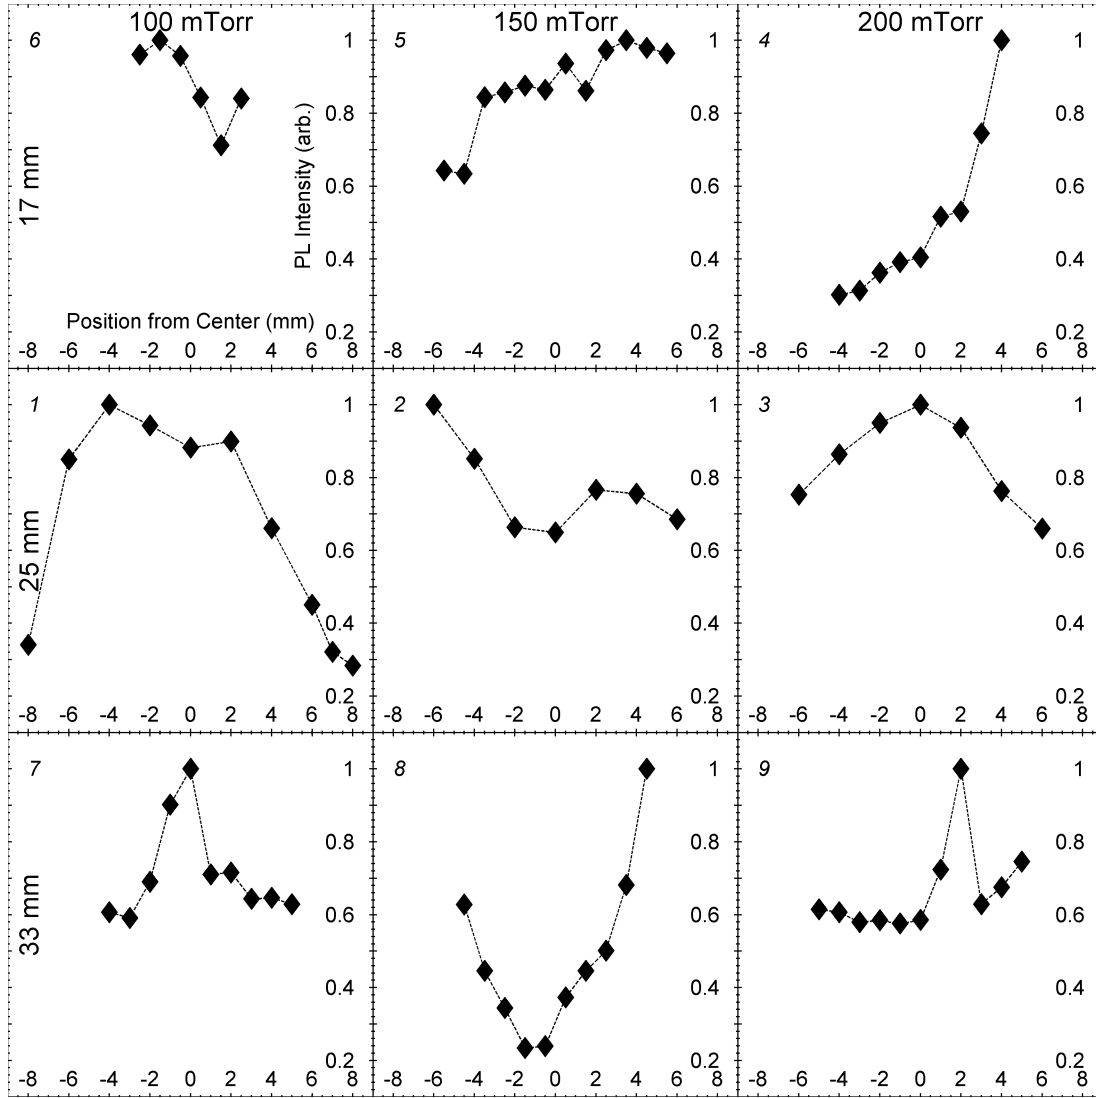 100 mTorr 150 mTorr 200 mTorr
6 1 5 1 4 1
0.8 0.8 0.8
17 mm 0.6 PL Intensity (arb.) 0.6 0.6
0.4 0.4 0.4
Position from Center (mm) 0.2 0.2 0.2
-8 -6 -4 -2 0 2 4 6 8 -6 -4 -2 0 2 4 6 8 -8 -6 -4 -2 0 2 4 6 8
1 1 2 1 3 1
0.8 0.8 0.8
25 mm 0.6 0.6 0.6
0.4 0.4 0.4
0.2 0.2 0.2
-8 -6 -4 -2 0 2 4 6 8 -8 -6 -4 -2 0 2 4 6 8 -8 -6 -4 -2 0 2 4 6 8
7 1 8 1 9 1
0.8 0.8 0.8
33 mm 0.6 0.6 0.6
0.4 0.4 0.4
0.2 0.2 0.2
-8 -6 -4 -2 0 2 4 6 8 -8 -6 -4 -2 0 2 4 6 8 -8 -6 -4 -2 0 2 4 6 8